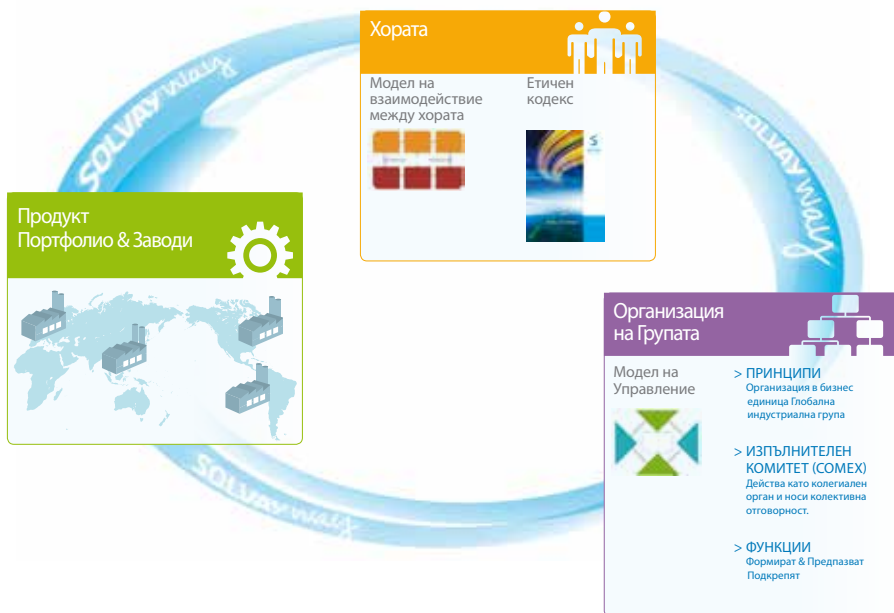 SOLVAY way
Хората
Модел на
взаимодействие
между хората
Етичен
кодекс
SOLVAY way
Продукт
Портфолио & Заводи
Организация
на Групата
Модел на
Управление
> ПРИНЦИПИ
Организация в бизнес
единица Глобална
индустриална група
> ИЗПЪЛНИТЕЛЕН
КОМИТЕТ (COMEX)
Действа като колегиален
орган и носи колективна
отговорност.
> ФУНКЦИИ
Формират & Предпазват
Подкрепят
SOLVAY way